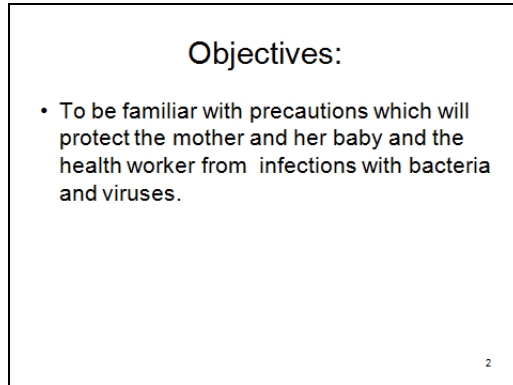 Objectives:
• To be familiar with precautions which will
protect the mother and her baby and the
health worker from  infections with bacteria
and viruses.
2